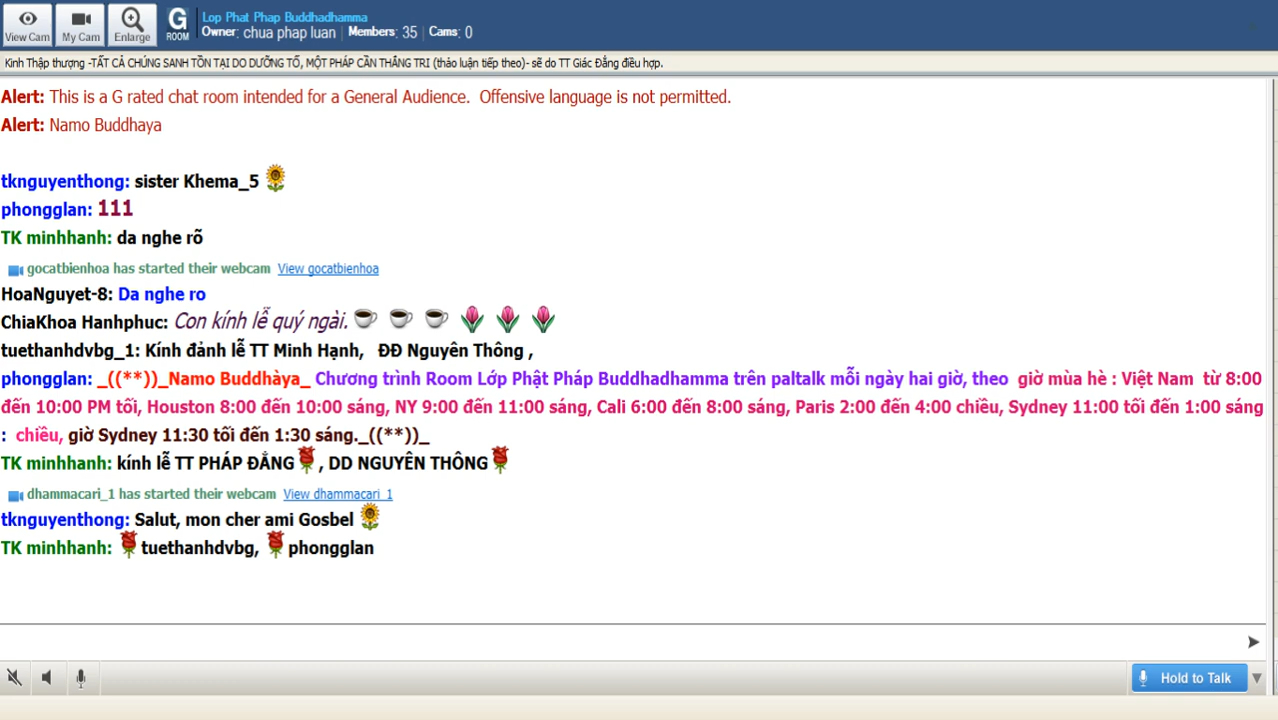 Lop Phat Phap Buddhadhamma
G
ROOM
Owner: chua phap luan | Members: 35 | Cams: 0
View Cam
My Cam
Enlarge
Kinh Thập thượng -TẤT CẢ CHÚNG SANH TỒN TẠI DO DƯỠNG TỐ, MỘT PHÁP CẦN THẮNG TRI (thảo luận tiếp theo)- sẽ do TT Giác Đẳng điều hợp.
Alert: This is a G rated chat room intended for a General Audience. Offensive language is not permitted.
Alert: Namo Buddhaya
tknguyenthong: sister Khema_5
phongglan: 111
TK minhhanh: da nghe rõ
gocatbienhoa has started their webcam View gocatbienhoa
HoaNguyet-8: Da nghe ro
ChiaKhoa Hanhphuc: Con kính lễ quý ngài.
tuethanhdvbg_1: Kính đảnh lễ TT Minh Hạnh, ĐĐ Nguyên Thông ,
phongglan: _((**))_Namo Buddhàya_ Chương trình Room Lớp Phật Pháp Buddhadhamma trên paltalk mỗi ngày hai giờ, theo giờ mùa hè : Việt Nam từ 8:00
đến 10:00 PM tối, Houston 8:00 đến 10:00 sáng, NY 9:00 đến 11:00 sáng, Cali 6:00 đến 8:00 sáng, Paris 2:00 đến 4:00 chiều, Sydney 11:00 tối đến 1:00 sáng
: chiều, giờ Sydney 11:30 tối đến 1:30 sáng._((**))_
TK minhhanh: kính lễ TT PHÁP ĐẲNG, DD NGUYÊN THÔNG
dhammacari_1 has started their webcam View dhammacari_1
tknguyenthong: Salut, mon cher ami Gosbel
TK minhhanh: tuethanhdvbg, phongglan
Hold to Talk